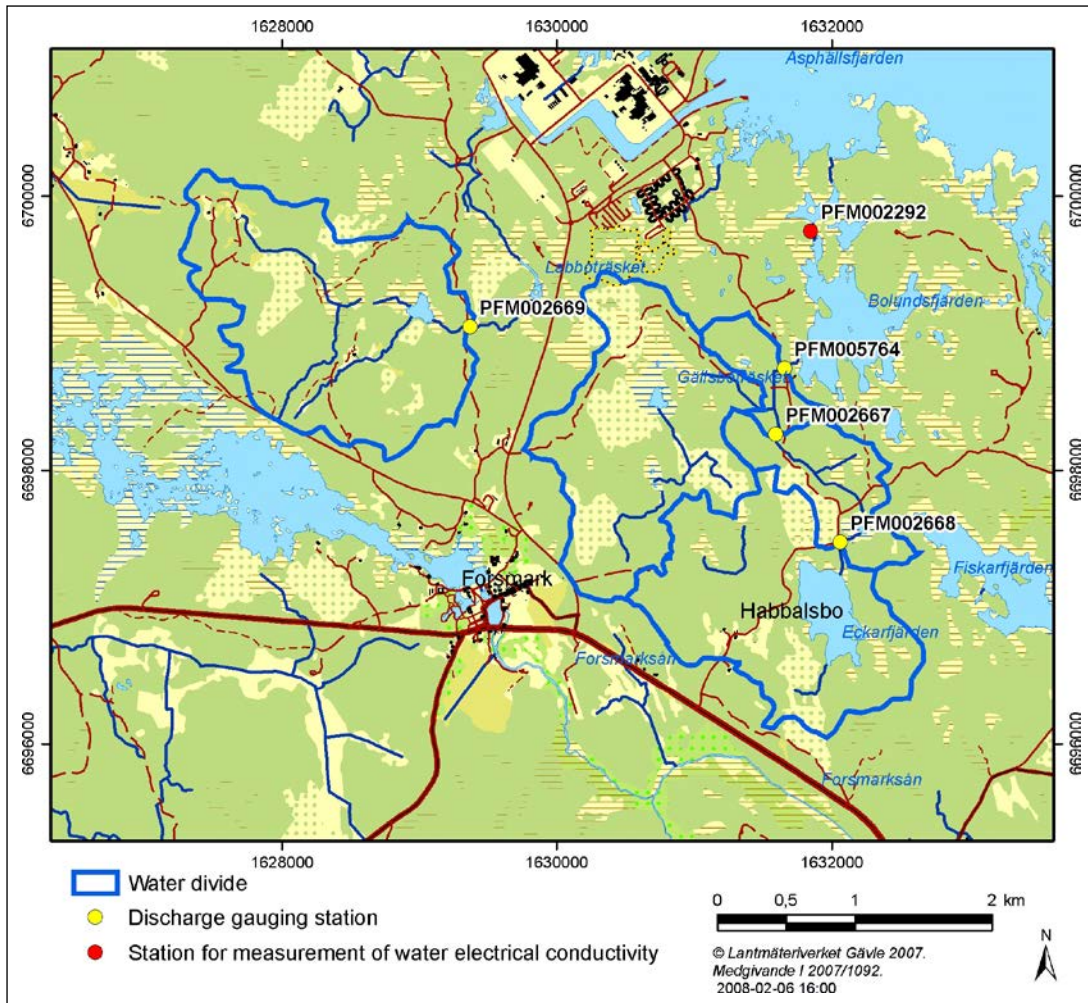 1628000 1630000 1632000
Asphällsfjärden
6700000 6700000
PFM002292
Labboträsket
Bolundsfjärden
PFM002669
PFM005764
Gällsboträsket
PFM002667
6698000 6698000
PFM002668
Fiskarfjärden
Forsmark
Habbalsbo
Eckarfjärden
Forsmarksån
6696000 6696000
Forsmarksån
1628000 1630000 1632000
Water divide
Discharge gauging station
Station for measurement of water electrical conductivity
0 0,5 1 2 km
N
© Lantmäteriverket Gävle 2007.
Medgivande I 2007/1092.
2008-02-06 16:00